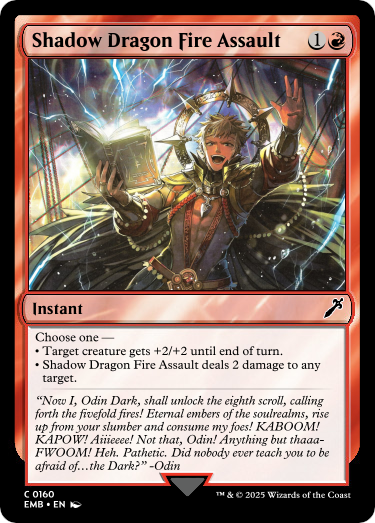 Shadow Dragon Fire Assault 1
Instant
Choose one —
• Target creature gets +2/+2 until end of turn.
• Shadow Dragon Fire Assault deals 2 damage to any
target.
“Now I, Odin Dark, shall unlock the eighth scroll, calling
forth the fivefold fires! Eternal embers of the soulrealms, rise
up from your slumber and consume my foes! KABOOM!
KAPOW! Aiiieeee! Not that, Odin! Anything but thaaa-
FWOOM! Heh. Pathetic. Did nobody ever teach you to be
afraid of…the Dark?” -Odin
C 0160
EMB • EN
™ & © 2025 Wizards of the Coast